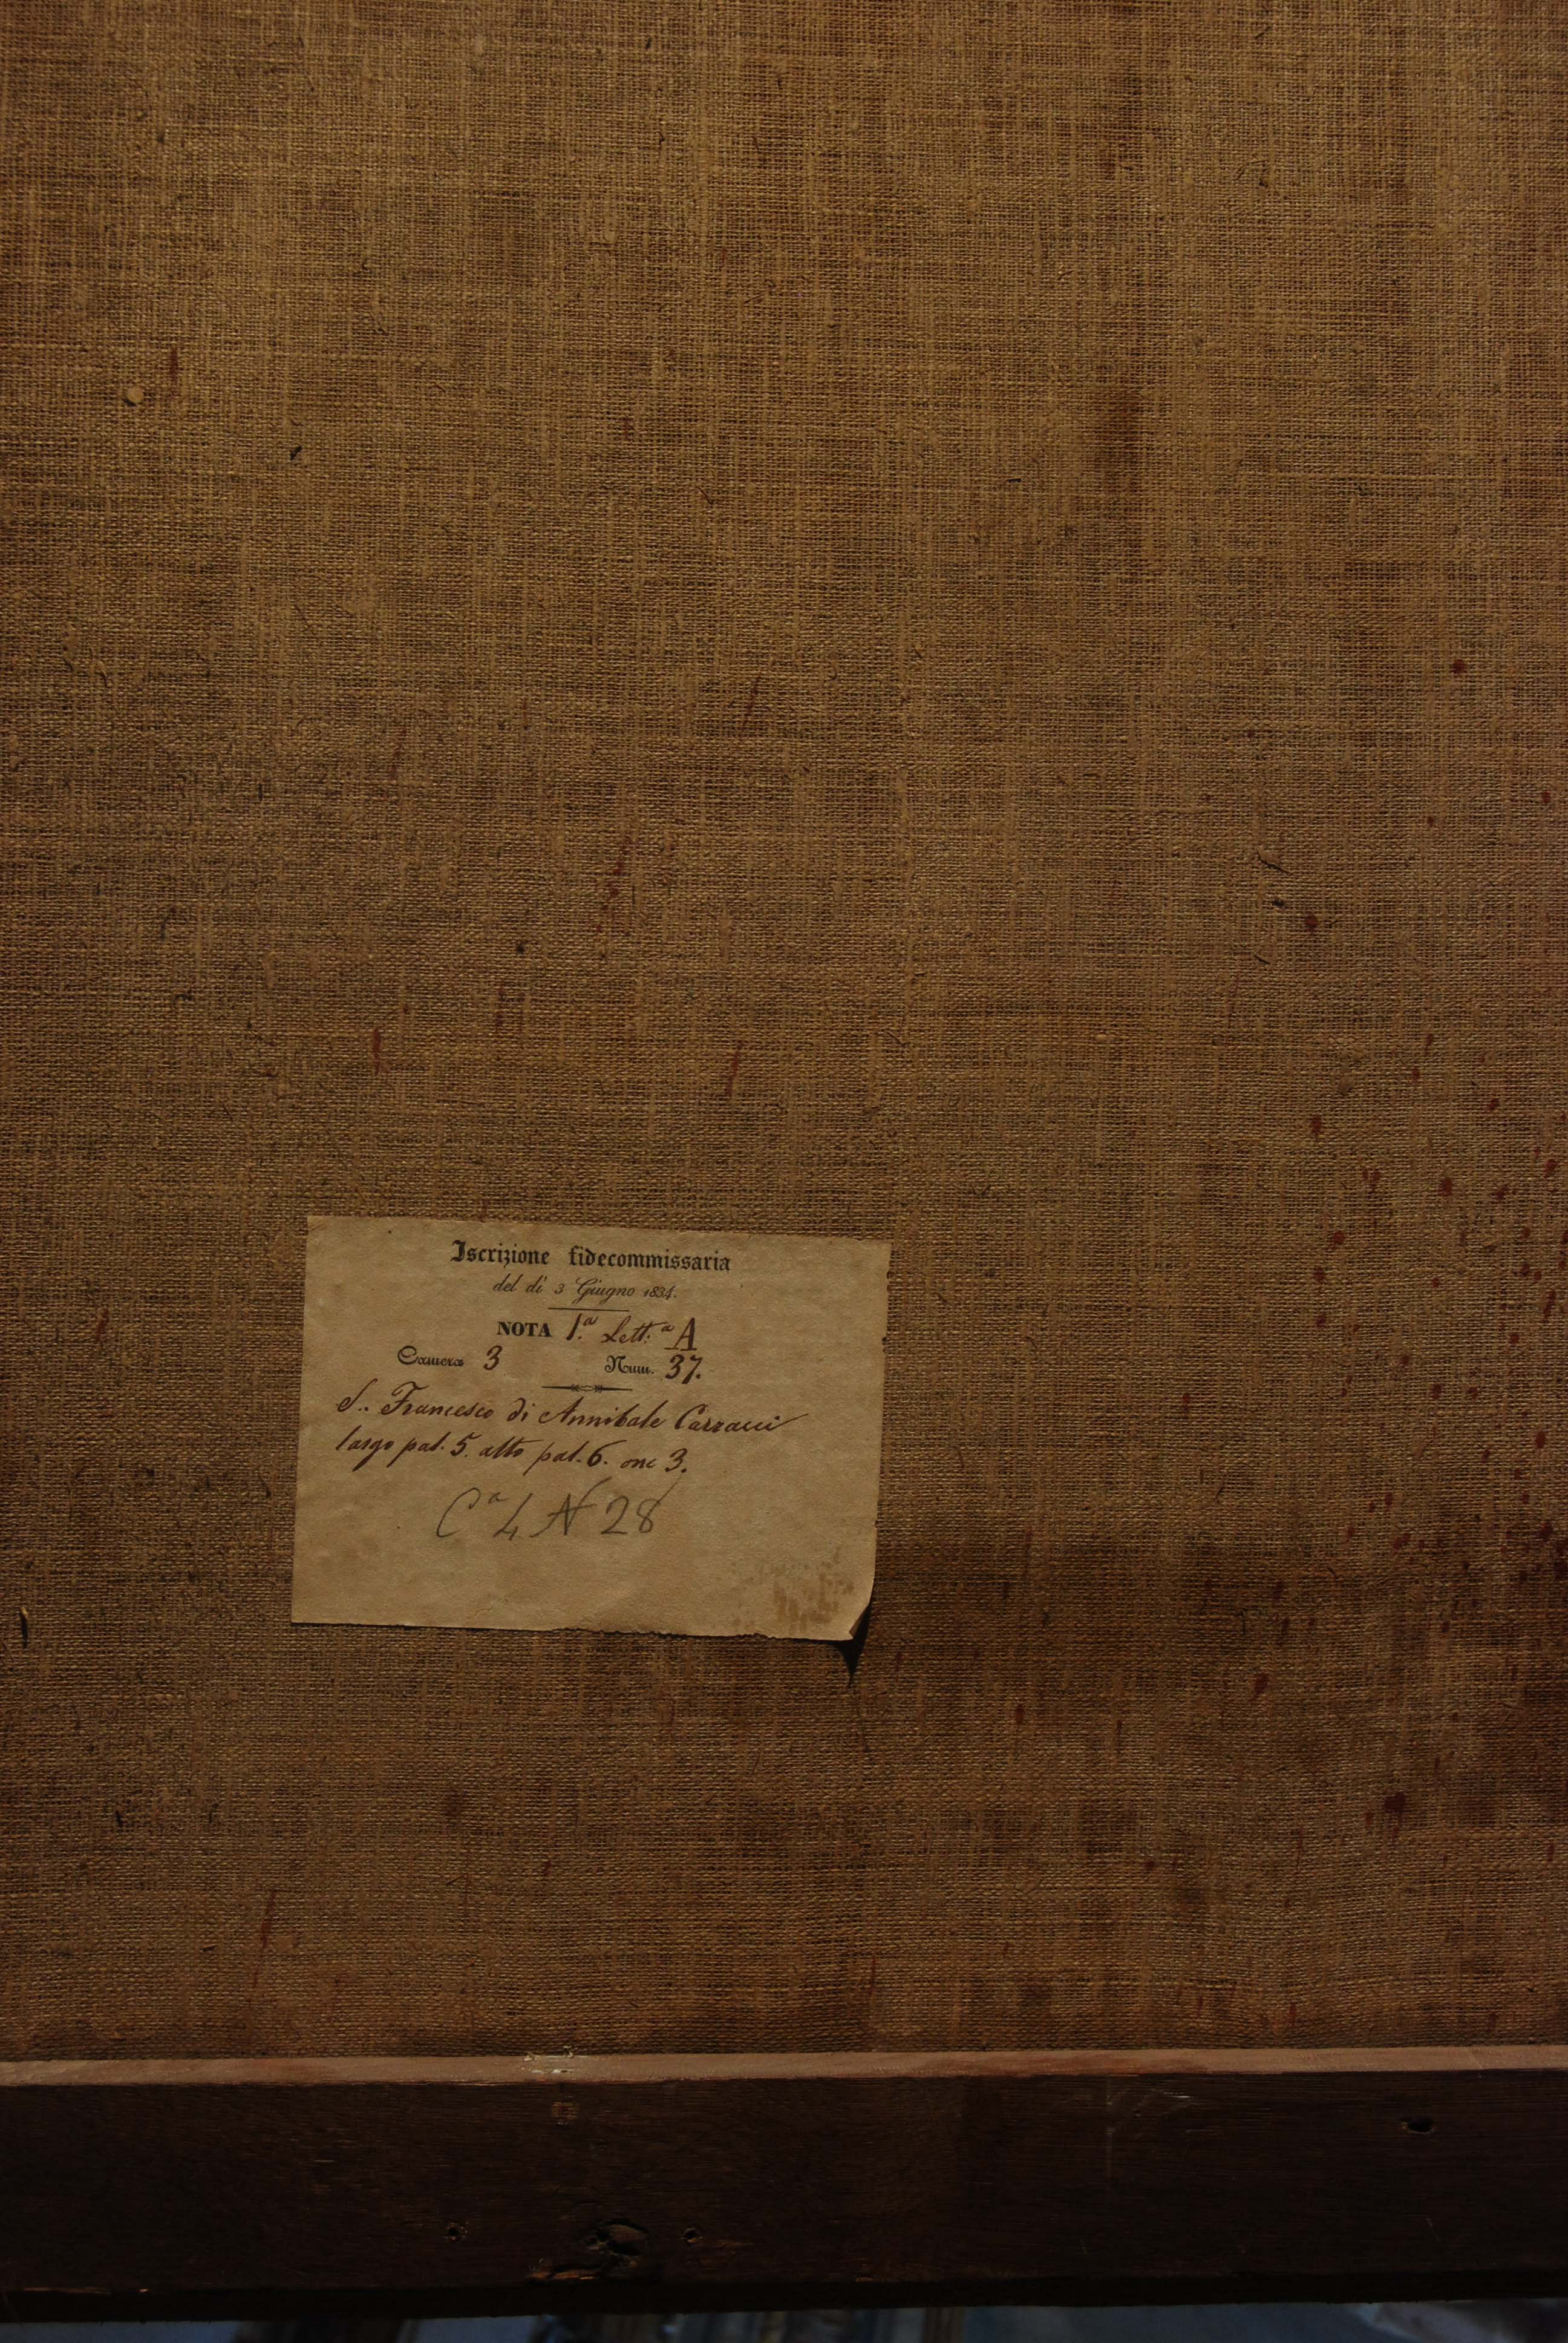 Iscrizione fidecommissaria
del dì 3 Giugno 1834.
NOTA 1.ª Lett.ª A
Camera 3 Num. 37.
S. Francesco di Annibale Carracci
largo pal. 5. alto pal. 6. onc 3.
Cª 4 N 28